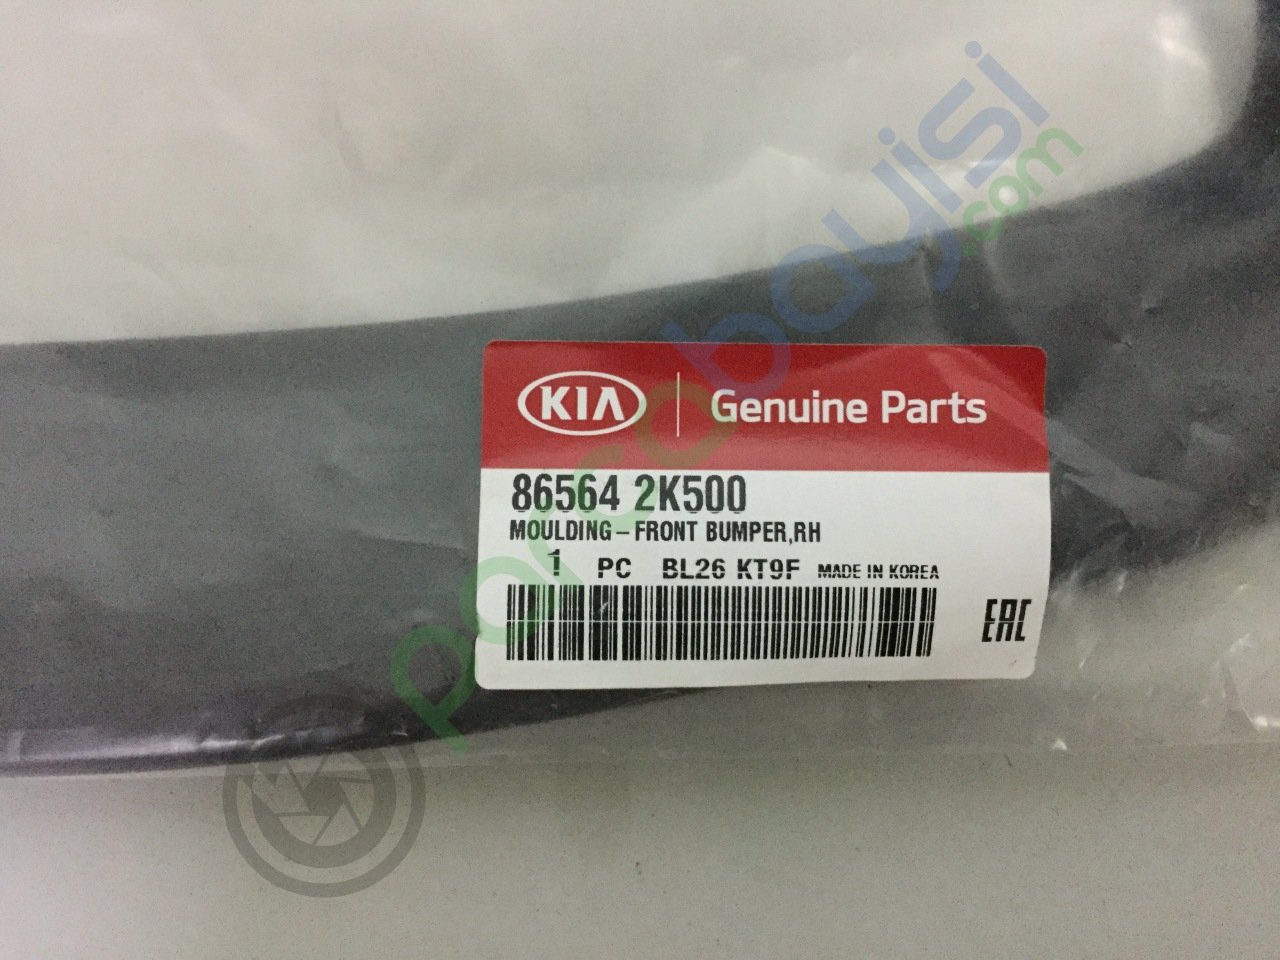 KIA Genuine Parts
86564 2K500
MOULDING-FRONT BUMPER,RH
1 PC BL26 KT9F MADE IN KOREA
EAC
parcabayisi.com